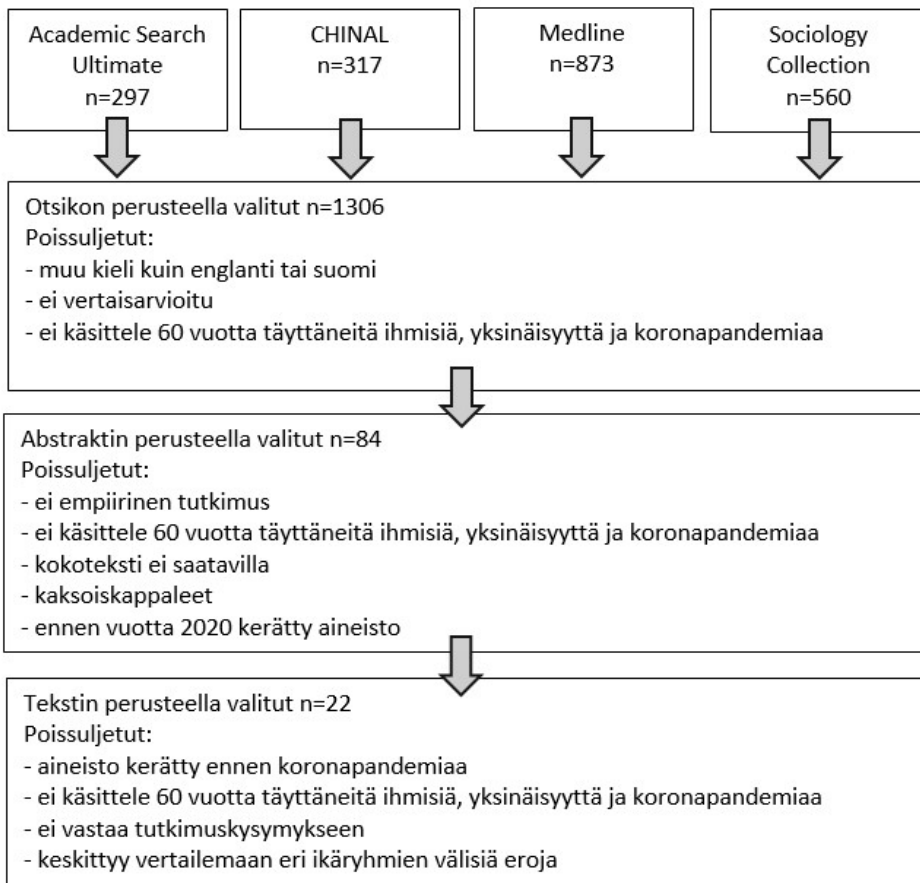 Academic Search
Ultimate
n=297
CHINAL
n=317
Medline
n=873
Sociology
Collection
n=560
Otsikon perusteella valitut n=1306
Poissuljetut:
- muu kieli kuin englanti tai suomi
- ei vertaisarvioitu
- ei käsittele 60 vuotta täyttäneitä ihmisiä, yksinäisyyttä ja koronapandemiaa
Abstraktin perusteella valitut n=84
Poissuljetut:
- ei empiirinen tutkimus
- ei käsittele 60 vuotta täyttäneitä ihmisiä, yksinäisyyttä ja koronapandemiaa
- kokoteksti ei saatavilla
- kaksoiskappaleet
- ennen vuotta 2020 kerätty aineisto
Tekstin perusteella valitut n=22
Poissuljetut:
- aineisto kerätty ennen koronapandemiaa
- ei käsittele 60 vuotta täyttäneitä ihmisiä, yksinäisyyttä ja koronapandemiaa
- ei vastaa tutkimuskysymykseen
- keskittyy vertailemaan eri ikäryhmien välisiä eroja